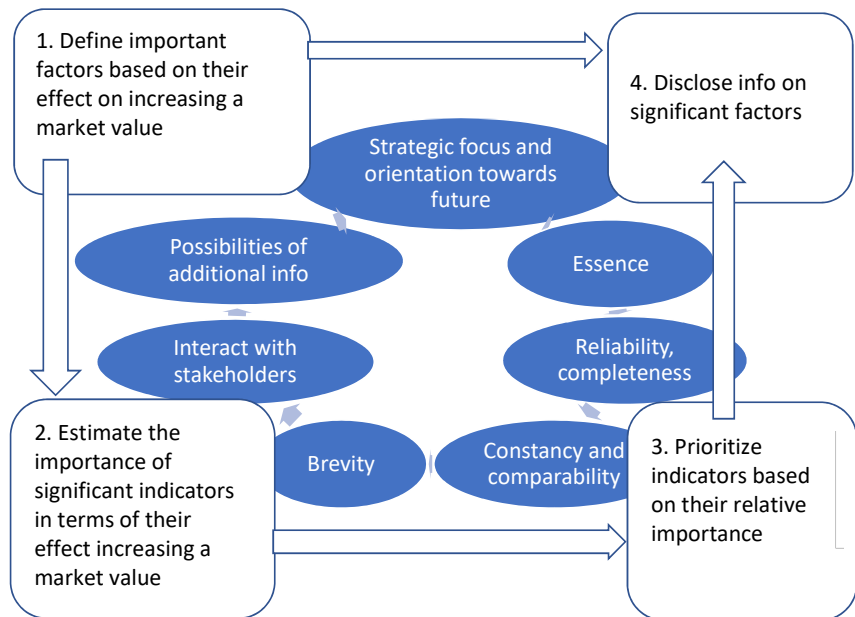 1. Define important
factors based on their
effect on increasing a
market value
4. Disclose info on
significant factors
Strategic focus and
orientation towards
future
Possibilities of
additional info
Essence
Interact with
stakeholders
Reliability,
completeness
Brevity
Constancy and
comparability
2. Estimate the
importance of
significant indicators
in terms of their
effect increasing a
market value
3. Prioritize
indicators based
on their relative
importance